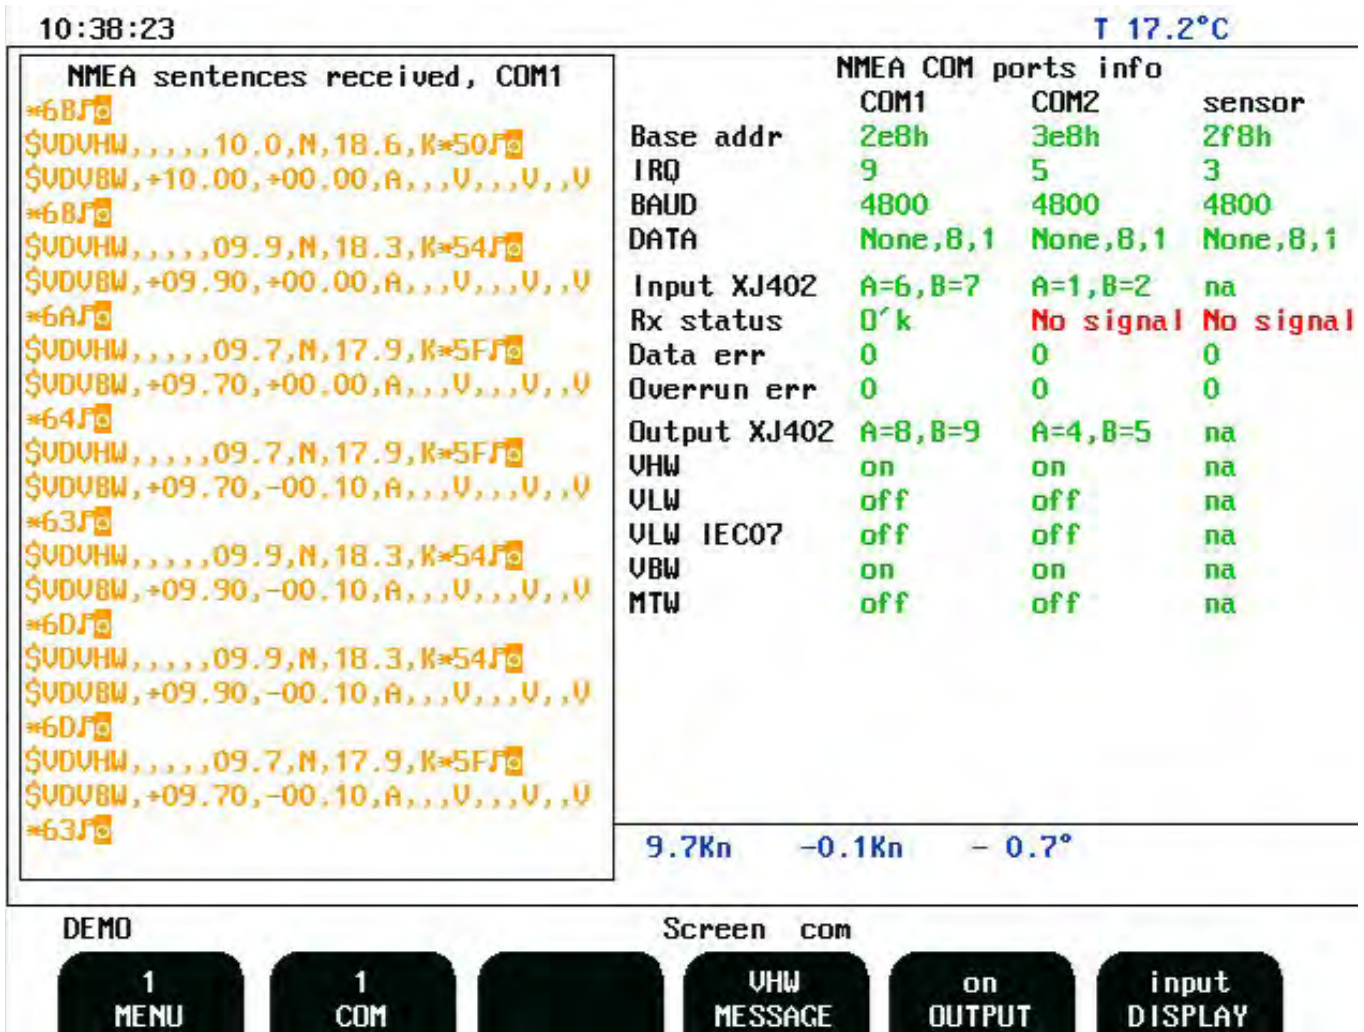 10:38:23 T 17.2°C
NMEA sentences received, COM1
*6B♪◙
$VDVHW,,,,,10.0,N,18.6,K*50♪◙
$VDVBW,+10.00,+00.00,A,,,V,,,V,,V
*6B♪◙
$VDVHW,,,,,09.9,N,18.3,K*54♪◙
$VDVBW,+09.90,+00.00,A,,,V,,,V,,V
*6A♪◙
$VDVHW,,,,,09.7,N,17.9,K*5F♪◙
$VDVBW,+09.70,+00.00,A,,,V,,,V,,V
*64♪◙
$VDVHW,,,,,09.7,N,17.9,K*5F♪◙
$VDVBW,+09.70,-00.10,A,,,V,,,V,,V
*63♪◙
$VDVHW,,,,,09.9,N,18.3,K*54♪◙
$VDVBW,+09.90,-00.10,A,,,V,,,V,,V
*6D♪◙
$VDVHW,,,,,09.9,N,18.3,K*54♪◙
$VDVBW,+09.90,-00.10,A,,,V,,,V,,V
*6D♪◙
$VDVHW,,,,,09.7,N,17.9,K*5F♪◙
$VDVBW,+09.70,-00.10,A,,,V,,,V,,V
*63♪◙
NMEA COM ports info
COM1 COM2 sensor
Base addr 2e8h 3e8h 2f8h
IRQ 9 5 3
BAUD 4800 4800 4800
DATA None,8,1 None,8,1 None,8,1
Input XJ402 A=6,B=7 A=1,B=2 na
Rx status O´k No signal No signal
Data err 0 0 0
Overrun err 0 0 0
Output XJ402 A=8,B=9 A=4,B=5 na
VHW on on na
VLW off off na
VLW IEC07 off off na
VBW on on na
MTW off off na
9.7Kn -0.1Kn - 0.7°
DEMO Screen com
1 MENU
1 COM
VHW MESSAGE
on OUTPUT
input DISPLAY